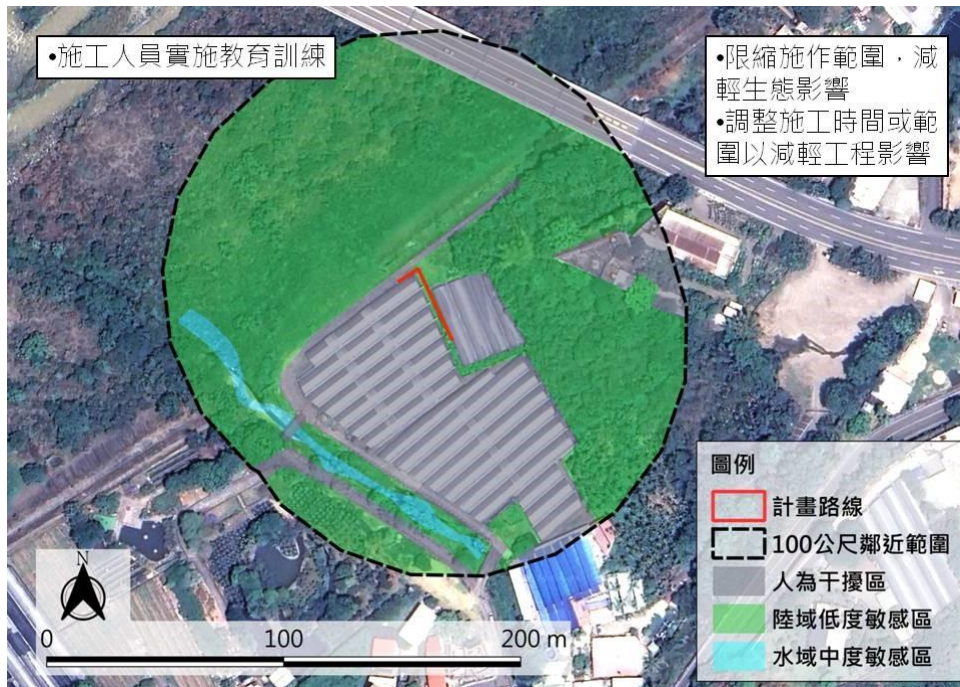 •施工人員實施教育訓練
•限縮施作範圍，減
輕生態影響
•調整施工時間或範
圍以減輕工程影響
圖例
計畫路線
100公尺鄰近範圍
人為干擾區
陸域低度敏感區
水域中度敏感區
N
0 100 200 m